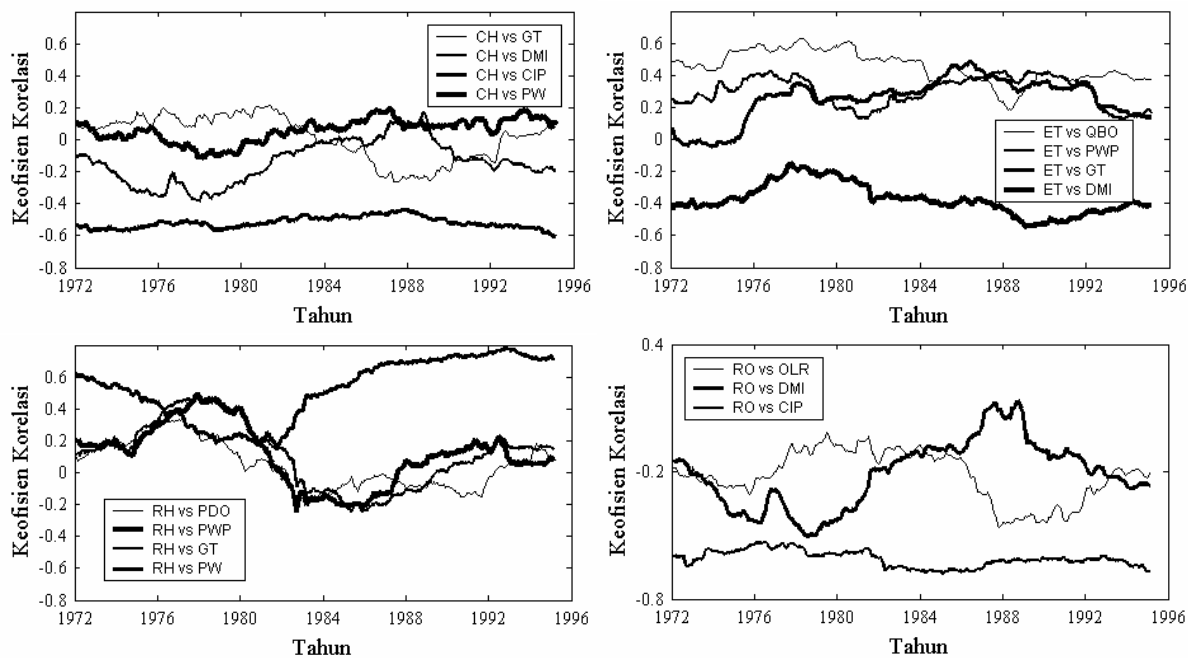 Keofisien Korelasi
0.6
0.4
0.2
0
-0.2
-0.4
-0.6
-0.8
CH vs GT
CH vs DMI
CH vs CIP
CH vs PW
1972 1976 1980 1984 1988 1992 1996
Tahun
Keofisien Korelasi
0.6
0.4
0.2
0
-0.2
-0.4
-0.6
-0.8
ET vs QBO
ET vs PWP
ET vs GT
ET vs DMI
1972 1976 1980 1984 1988 1992 1996
Tahun
Keofisien Korelasi
0.6
0.4
0.2
0
-0.2
-0.4
-0.6
-0.8
RH vs PDO
RH vs PWP
RH vs GT
RH vs PW
1972 1976 1980 1984 1988 1992 1996
Tahun
Keofisien Korelasi
0.4
-0.2
-0.8
RO vs OLR
RO vs DMI
RO vs CIP
1972 1976 1980 1984 1988 1992 1996
Tahun